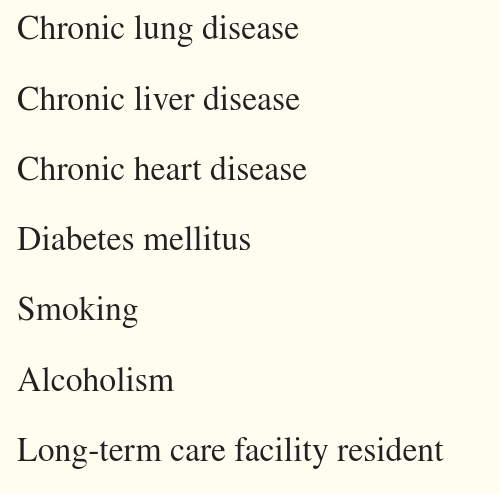 Chronic lung disease
Chronic liver disease
Chronic heart disease
Diabetes mellitus
Smoking
Alcoholism
Long-term care facility resident